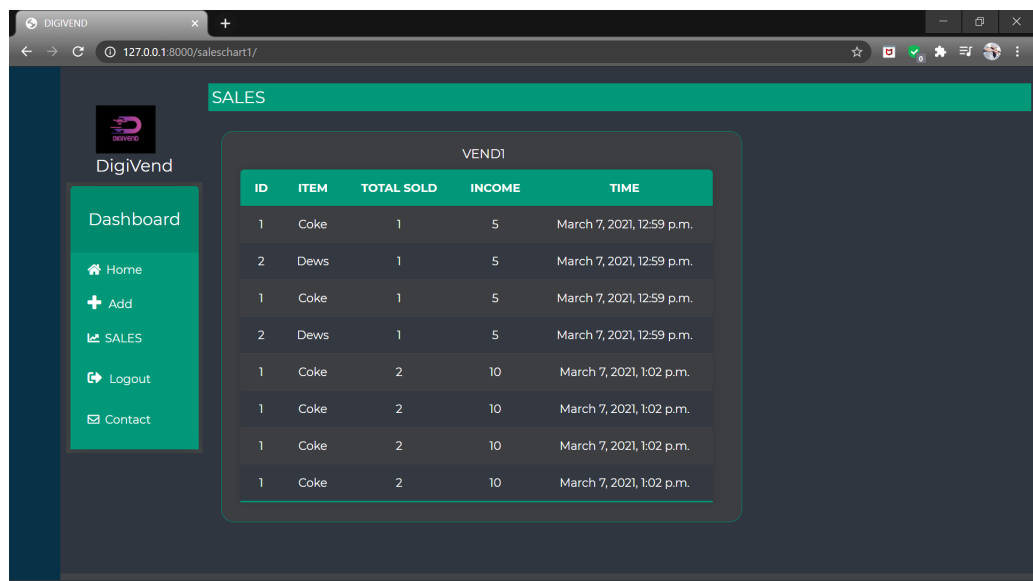 DIGIVEND
127.0.0.1:8000/saleschart1/
0
SALES
DIGIVEND
DigiVend
Dashboard
Home
Add
SALES
Logout
Contact
VEND1
ID ITEM TOTAL SOLD INCOME TIME
1 Coke 1 5 March 7, 2021, 12:59 p.m.
2 Dews 1 5 March 7, 2021, 12:59 p.m.
1 Coke 1 5 March 7, 2021, 12:59 p.m.
2 Dews 1 5 March 7, 2021, 12:59 p.m.
1 Coke 2 10 March 7, 2021, 1:02 p.m.
1 Coke 2 10 March 7, 2021, 1:02 p.m.
1 Coke 2 10 March 7, 2021, 1:02 p.m.
1 Coke 2 10 March 7, 2021, 1:02 p.m.